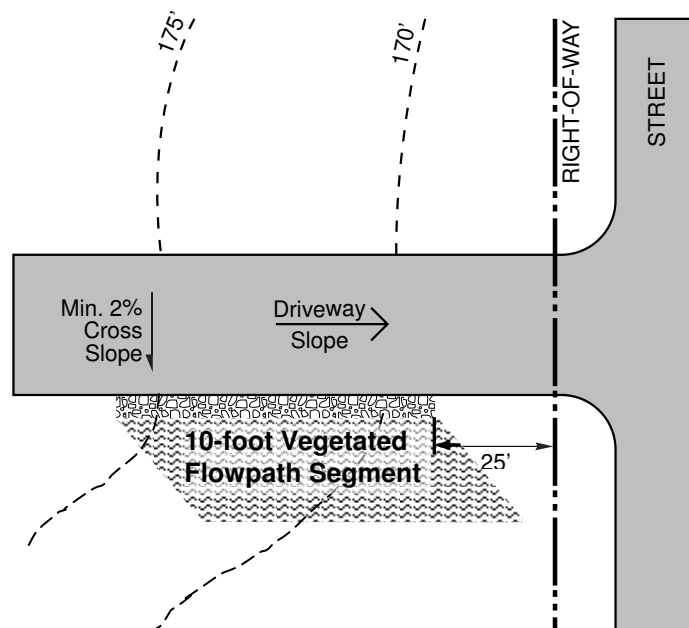 175'
170'
RIGHT-OF-WAY
STREET
Min. 2%
Cross
Slope
Driveway
Slope
10-foot Vegetated
Flowpath Segment
25'